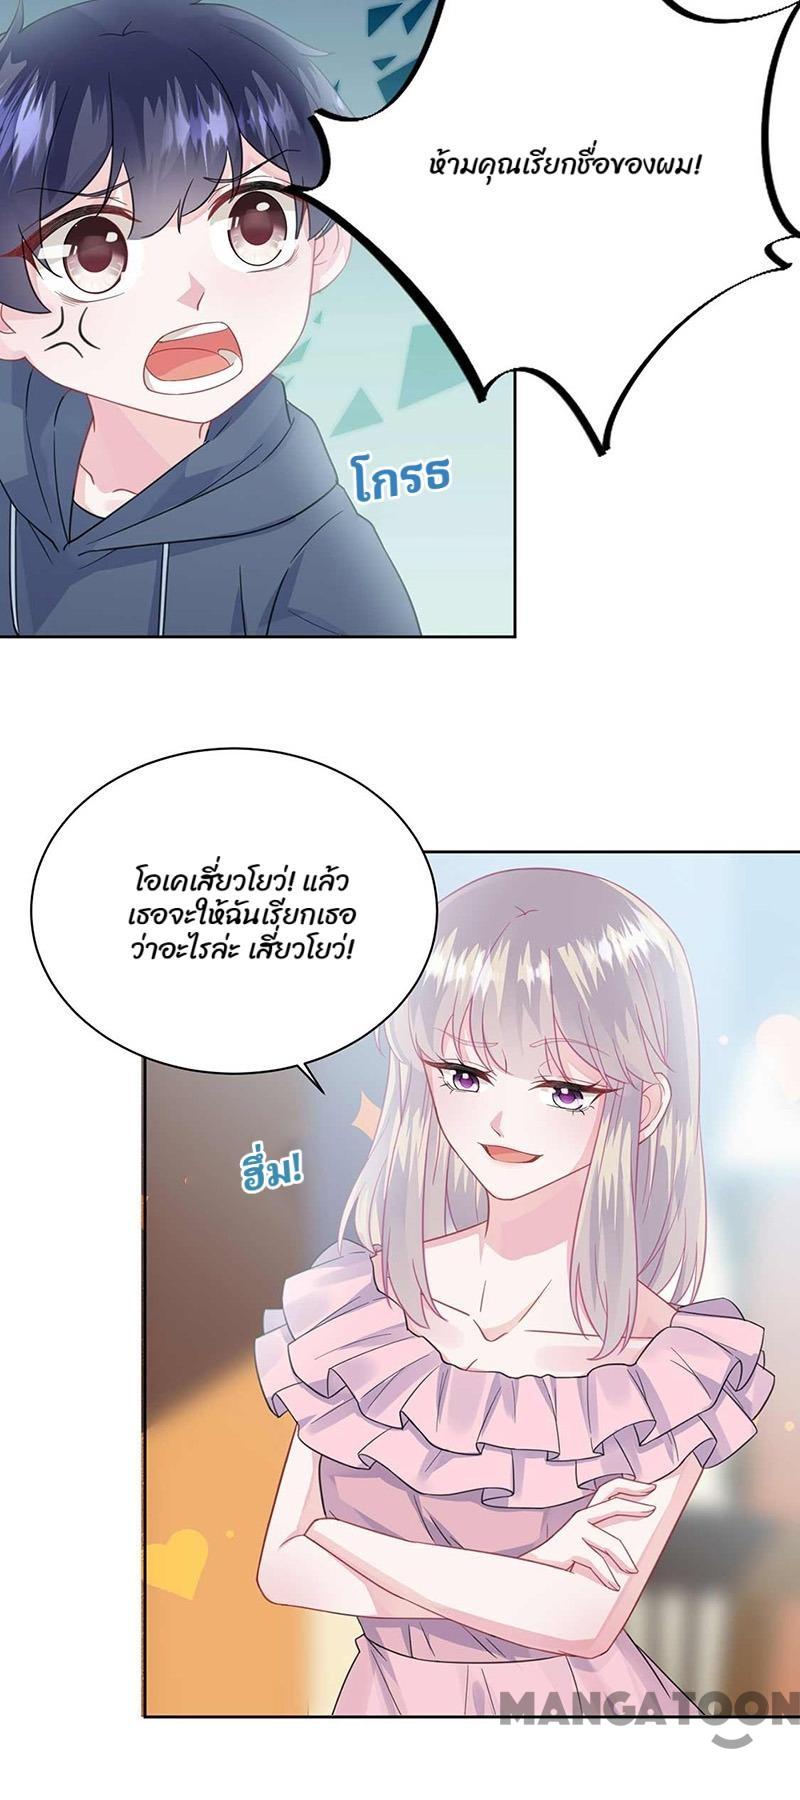 ห้ามคุณเรียกชื่อของผม!
โกรธ
โอเคเสี่ยวโยว่! แล้ว
เธอจะให้ฉันเรียกเธอ
ว่าอะไรล่ะ เสี่ยวโยว่!
ฮึ่ม!
MANGATOON